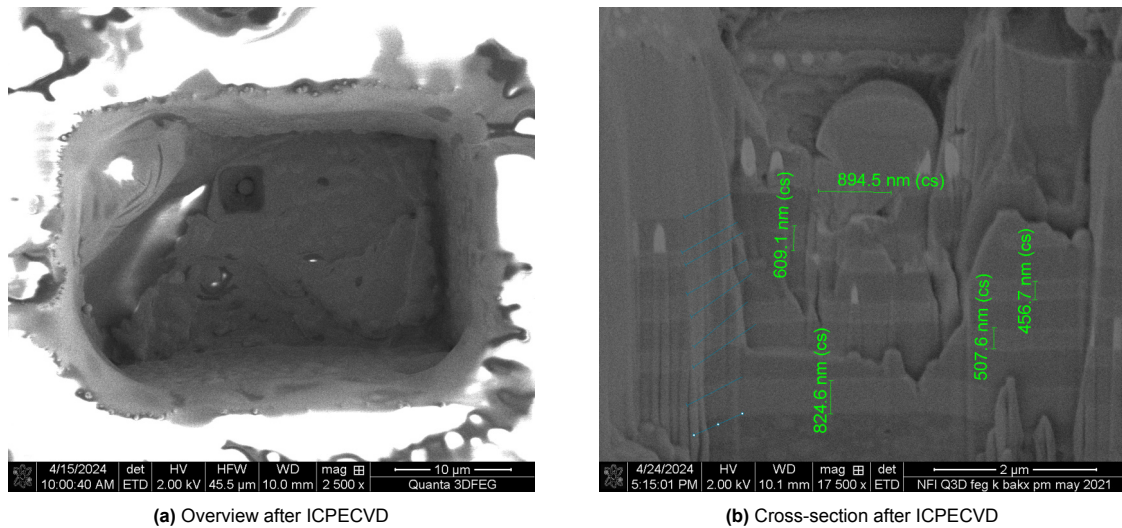 4/15/2024 det HV HFW WD mag
10:00:40 AM ETD 2.00 kV 45.5 µm 10.0 mm 2 500 x
10 µm
Quanta 3DFEG
(a) Overview after ICPECVD
894.5 nm (cs)
609.1 nm (cs)
824.6 nm (cs)
507.6 nm (cs)
456.7 nm (cs)
4/24/2024 HV WD mag det
5:15:01 PM 2.00 kV 10.1 mm 17 500 x ETD
2 µm
NFI Q3D feg k bakx pm may 2021
(b) Cross-section after ICPECVD